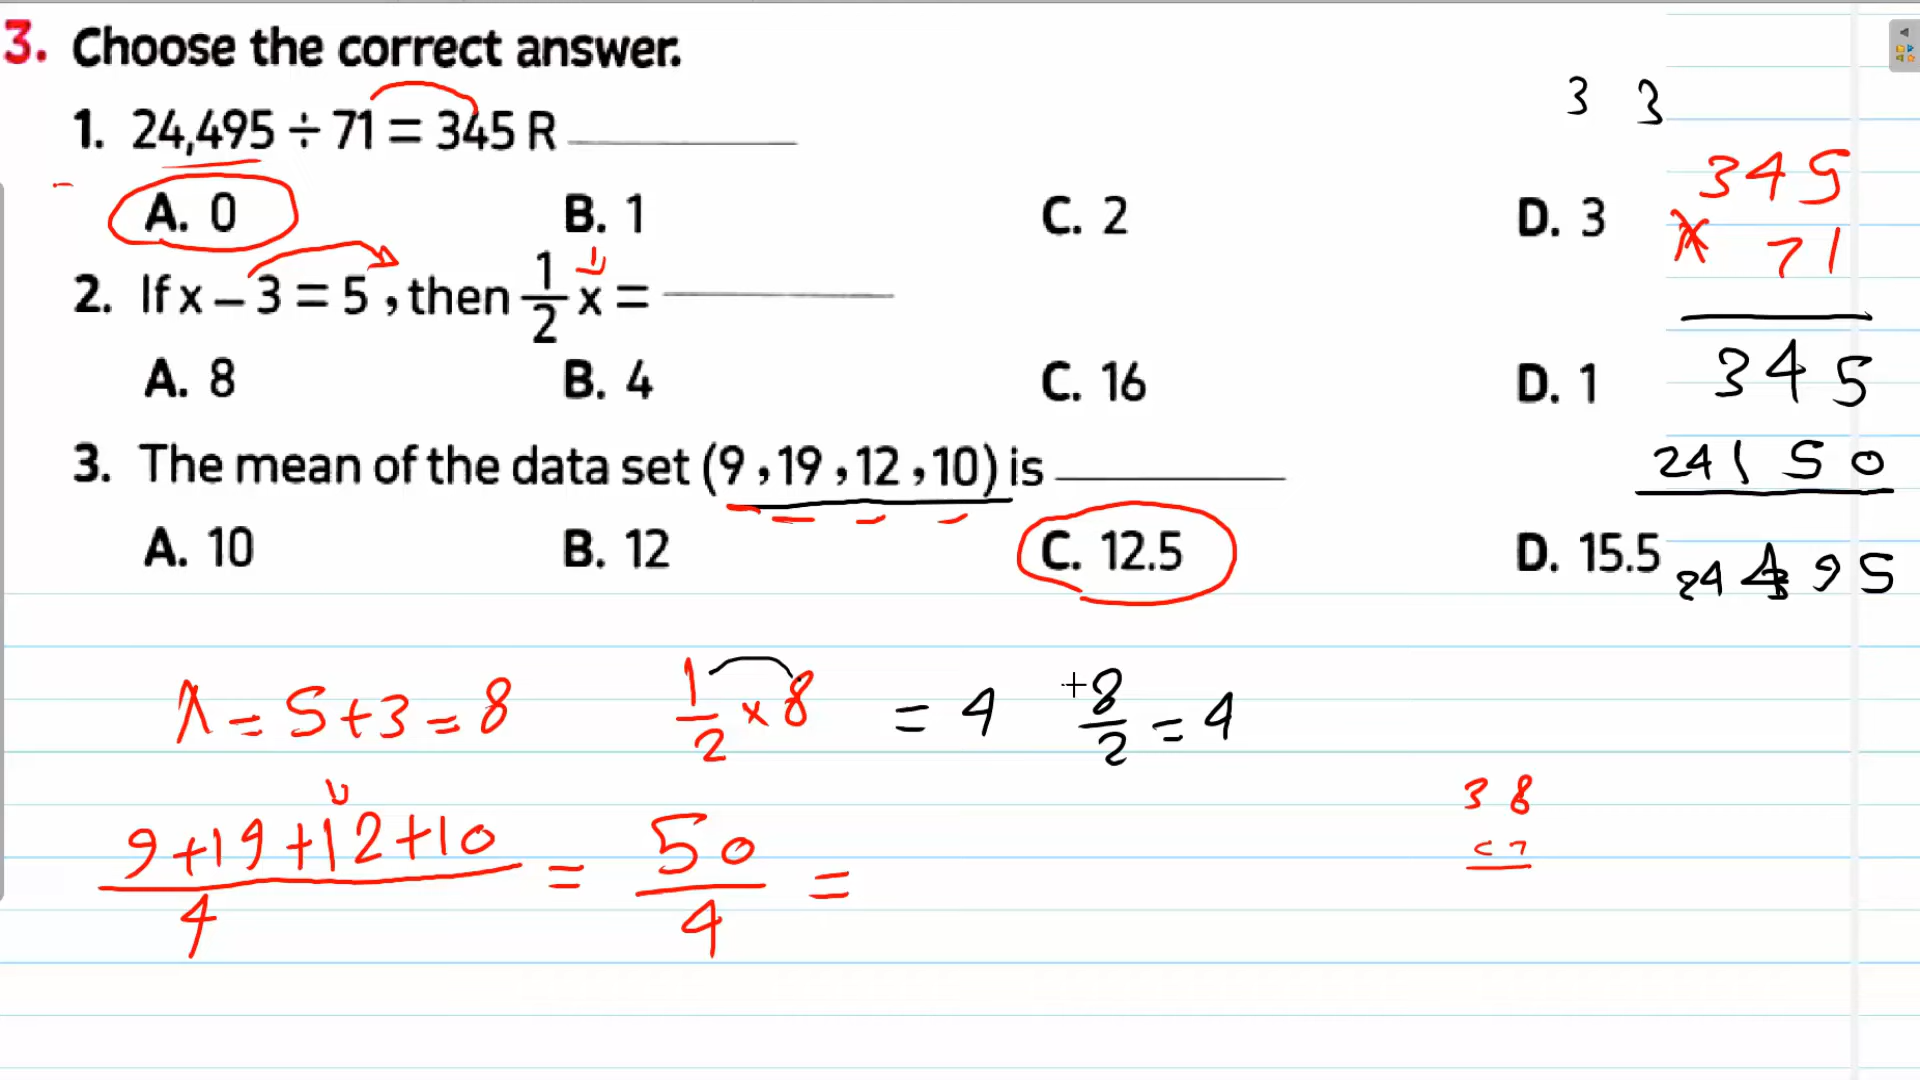 3. Choose the correct answer.
1. 24,495 ÷ 71 = 345 R
A. 0 B. 1 C. 2 D. 3
2. If x – 3 = 5 , then 1/2 x =
A. 8 B. 4 C. 16 D. 1
3. The mean of the data set (9 , 19 , 12 , 10) is
A. 10 B. 12 C. 12.5 D. 15.5
3 3
345
× 71
345
24150
24495
x = 5+3 = 8
1/2 × 8 = 4
8/2 = 4
9+19+12+10/4 = 50/4 =
38